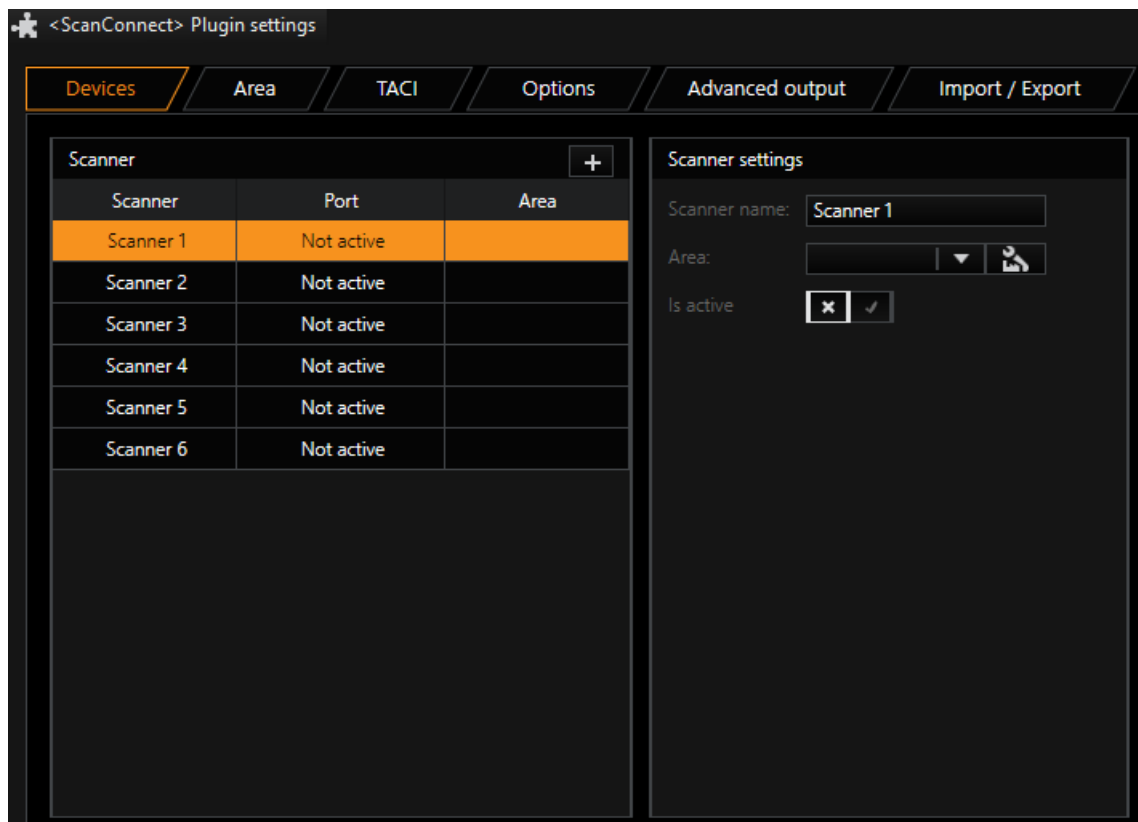 <ScanConnect> Plugin settings
Devices Area TACI Options Advanced output Import / Export
Scanner
Scanner Port Area
Scanner 1 Not active
Scanner 2 Not active
Scanner 3 Not active
Scanner 4 Not active
Scanner 5 Not active
Scanner 6 Not active
Scanner settings
Scanner name: Scanner 1
Area:
Is active